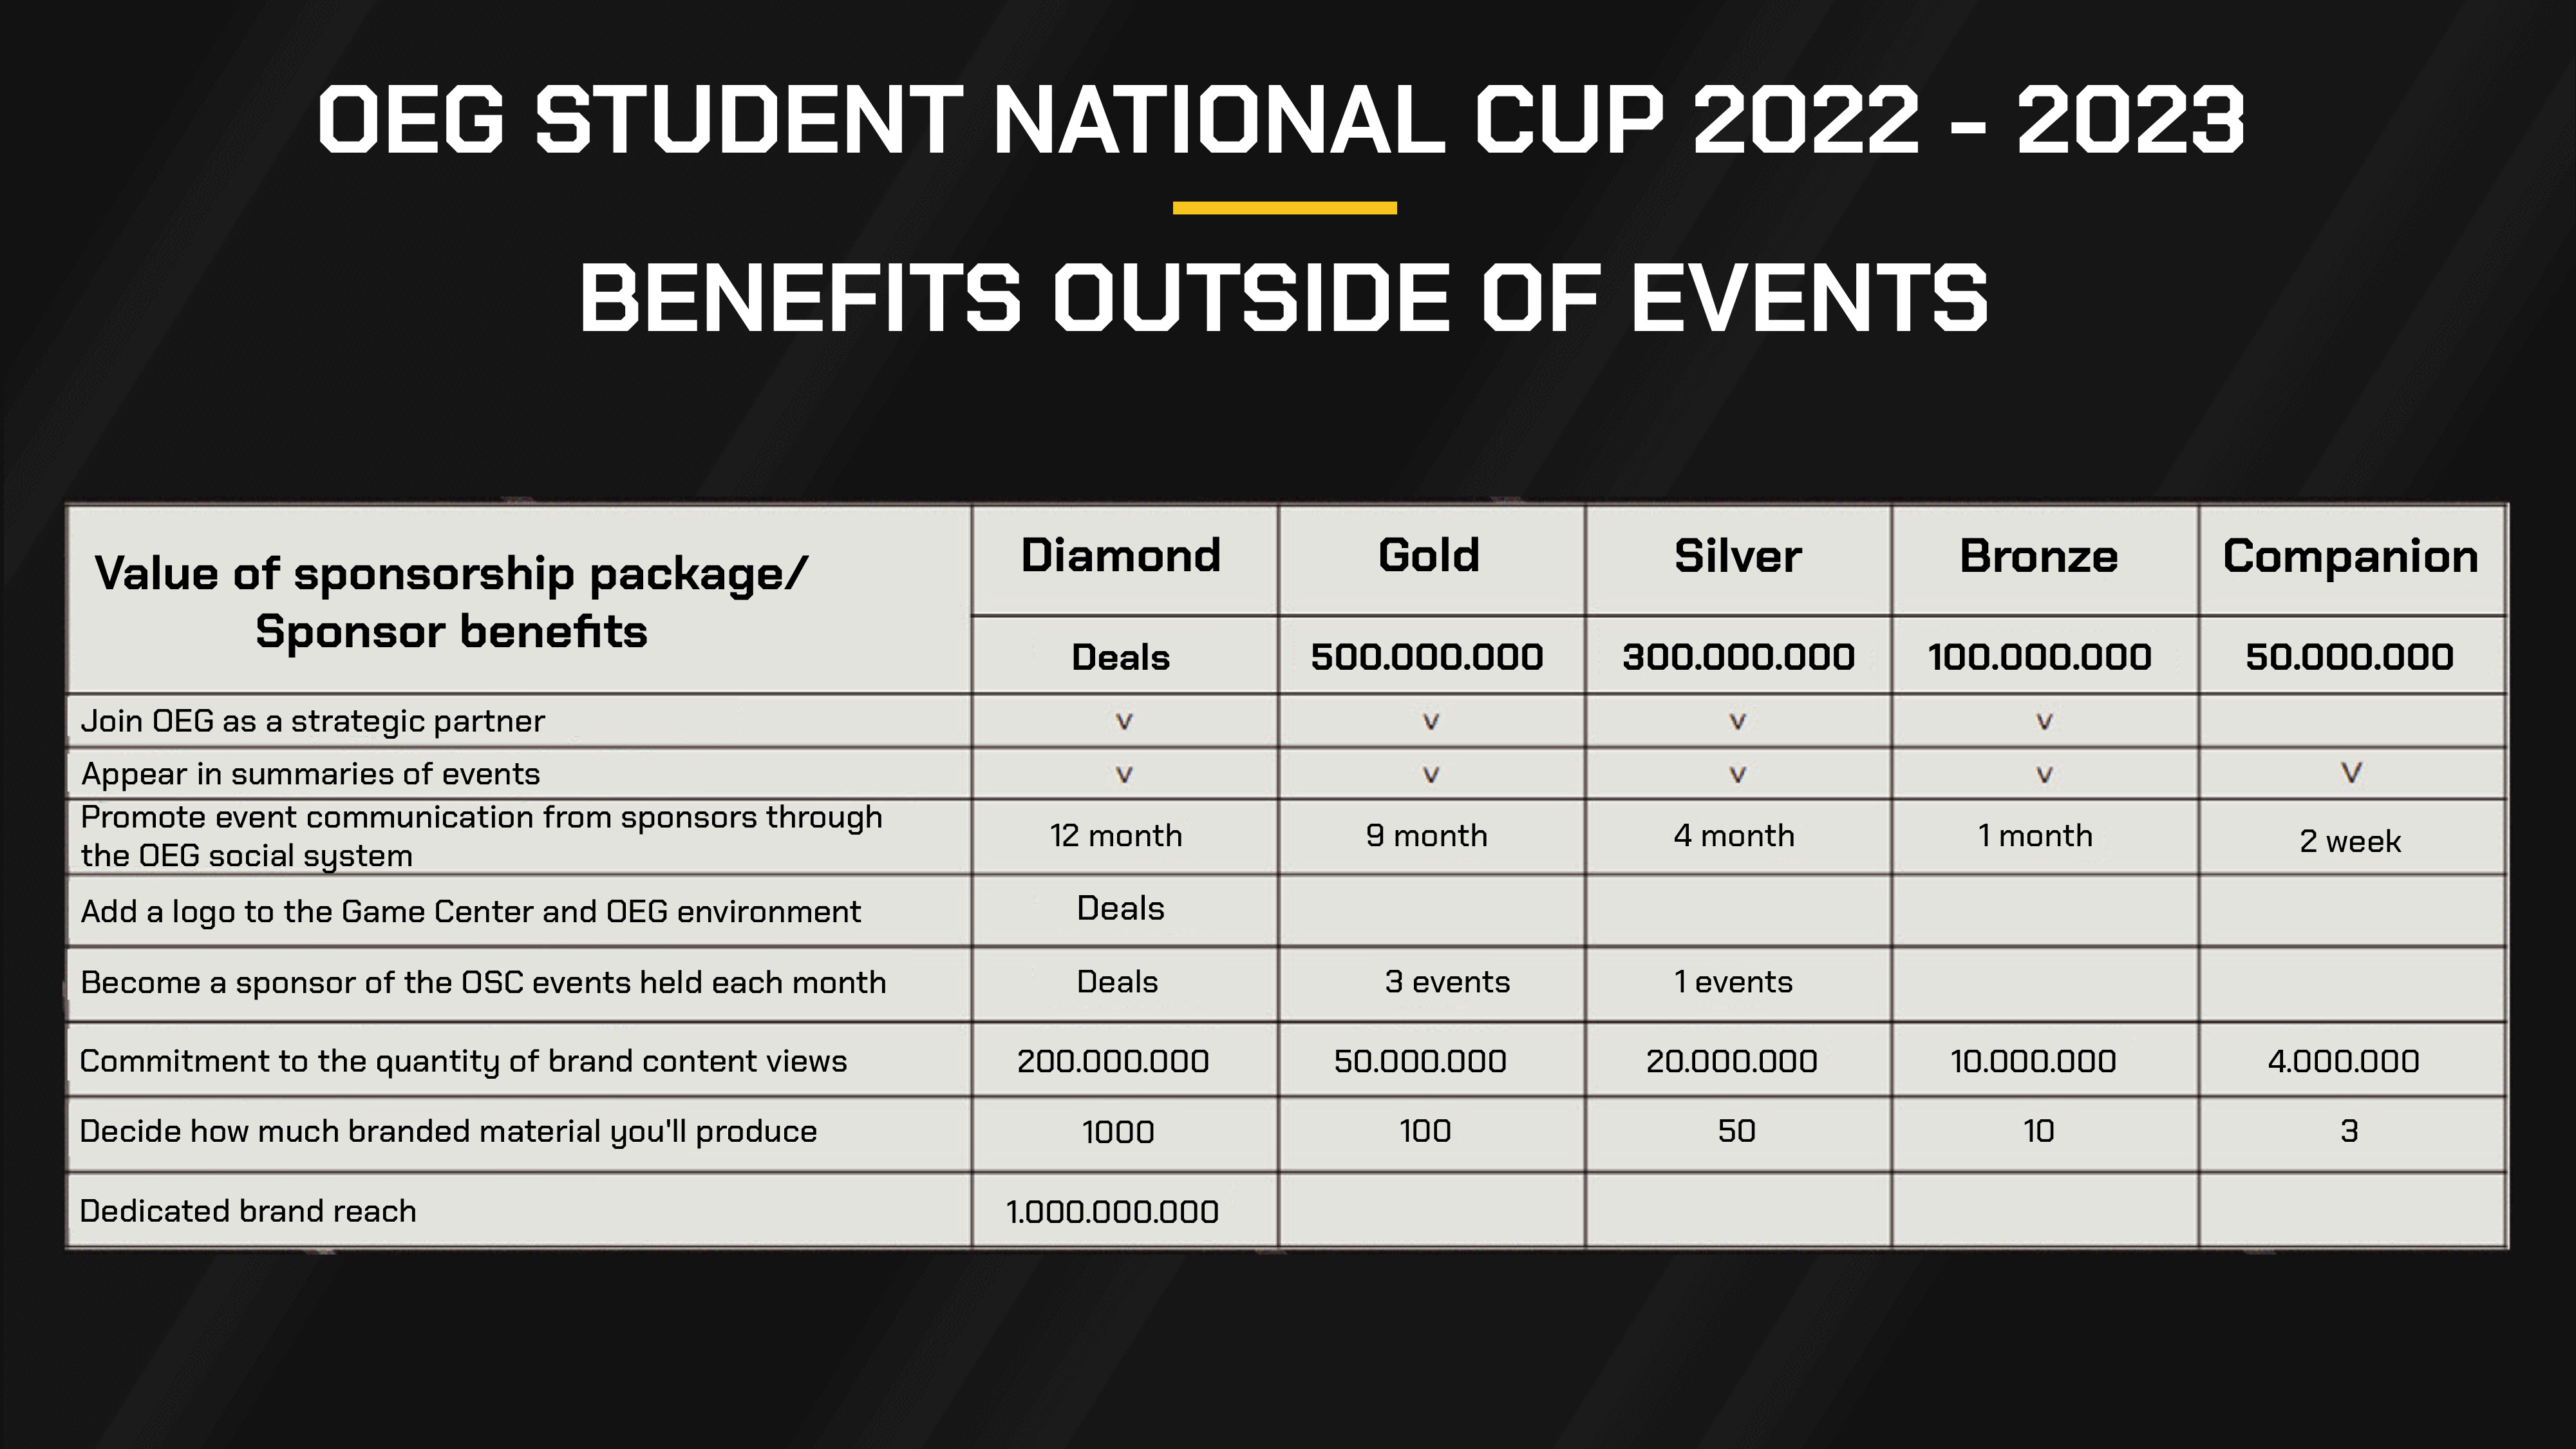 OEG STUDENT NATIONAL CUP 2022 - 2023
BENEFITS OUTSIDE OF EVENTS
Value of sponsorship package/
Sponsor benefits
Diamond Gold Silver Bronze Companion
Deals 500.000.000 300.000.000 100.000.000 50.000.000
Join OEG as a strategic partner v v v v
Appear in summaries of events v v v v V
Promote event communication from sponsors through
the OEG social system
12 month 9 month 4 month 1 month 2 week
Add a logo to the Game Center and OEG environment Deals
Become a sponsor of the OSC events held each month Deals 3 events 1 events
Commitment to the quantity of brand content views 200.000.000 50.000.000 20.000.000 10.000.000 4.000.000
Decide how much branded material you'll produce 1000 100 50 10 3
Dedicated brand reach 1.000.000.000